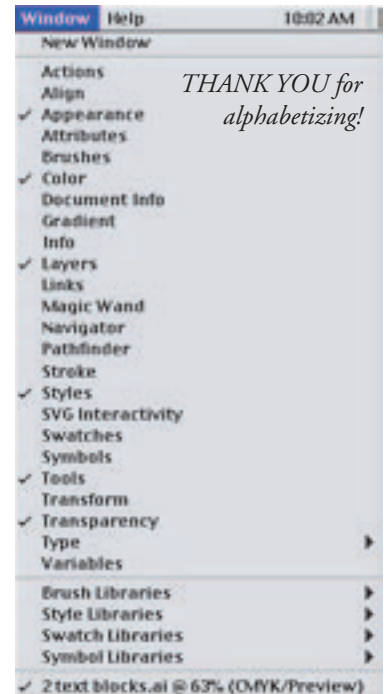 Window Help 10:02 AM
New Window
Actions
Align
THANK YOU for
alphabetizing!
✓ Appearance
Attributes
Brushes
✓ Color
Document Info
Gradient
Info
✓ Layers
Links
Magic Wand
Navigator
Pathfinder
Stroke
✓ Styles
SVG Interactivity
Swatches
Symbols
✓ Tools
Transform
✓ Transparency
Type
Variables
Brush Libraries
Style Libraries
Swatch Libraries
Symbol Libraries
✓ 2 text blocks.ai @ 63% (CMYK/Preview)